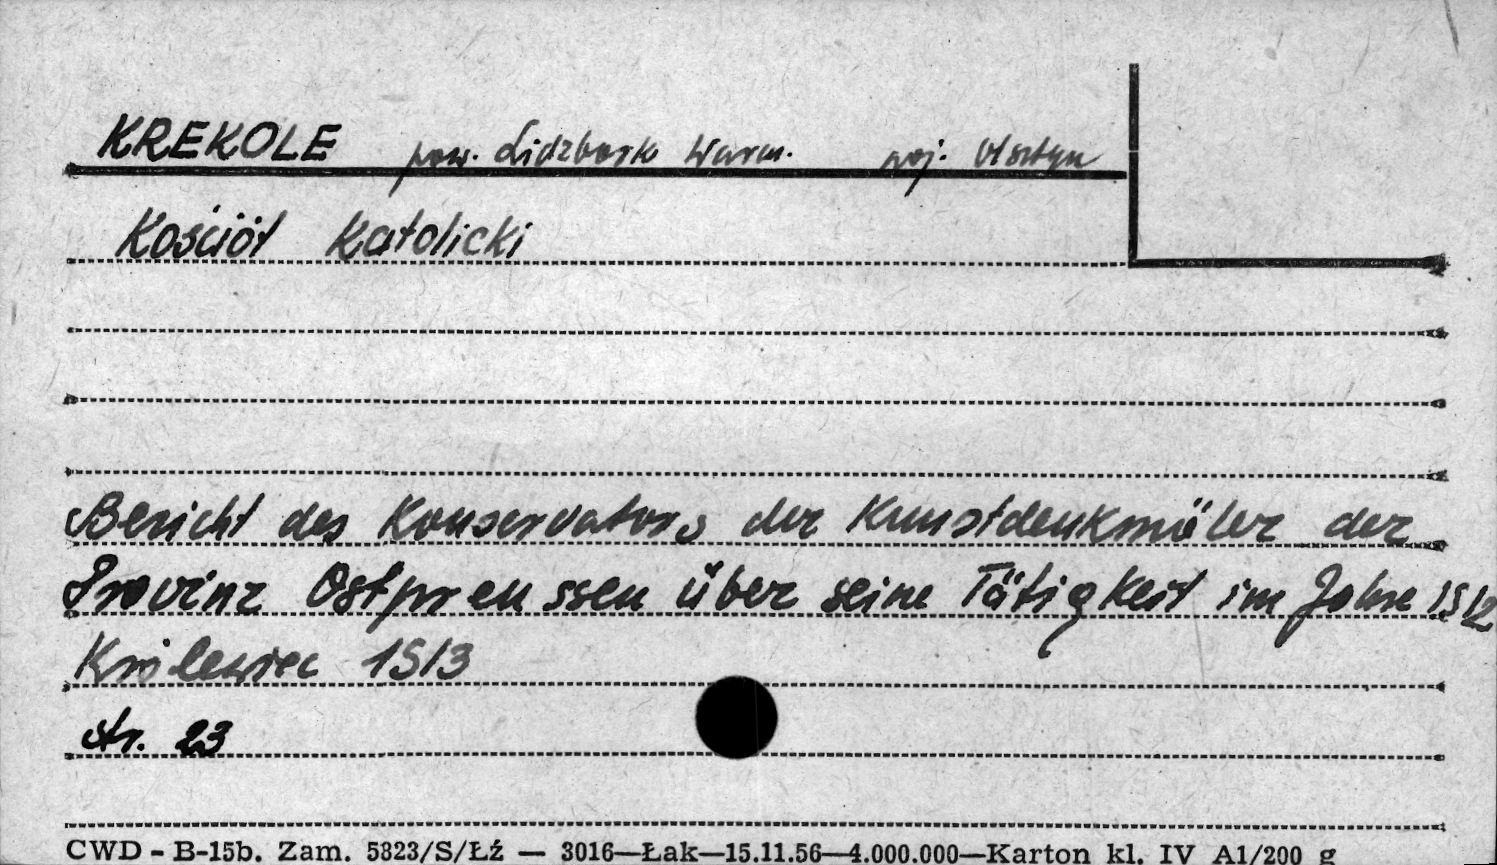 KREKOLE pow. Lidzbark Warm. woj. Olsztyn
Kościół Katolicki
Bericht des Konservators der Kunstdenkmäler der
Provinz Ostpreussen über seine Tätigkeit im Jahre 1912
Królewiec 1913
str. 23
CWD - B-15b. Zam. 5823/S/Łź — 3016—Łak—15.11.56—4.000.000—Karton kl. IV A1/200 g